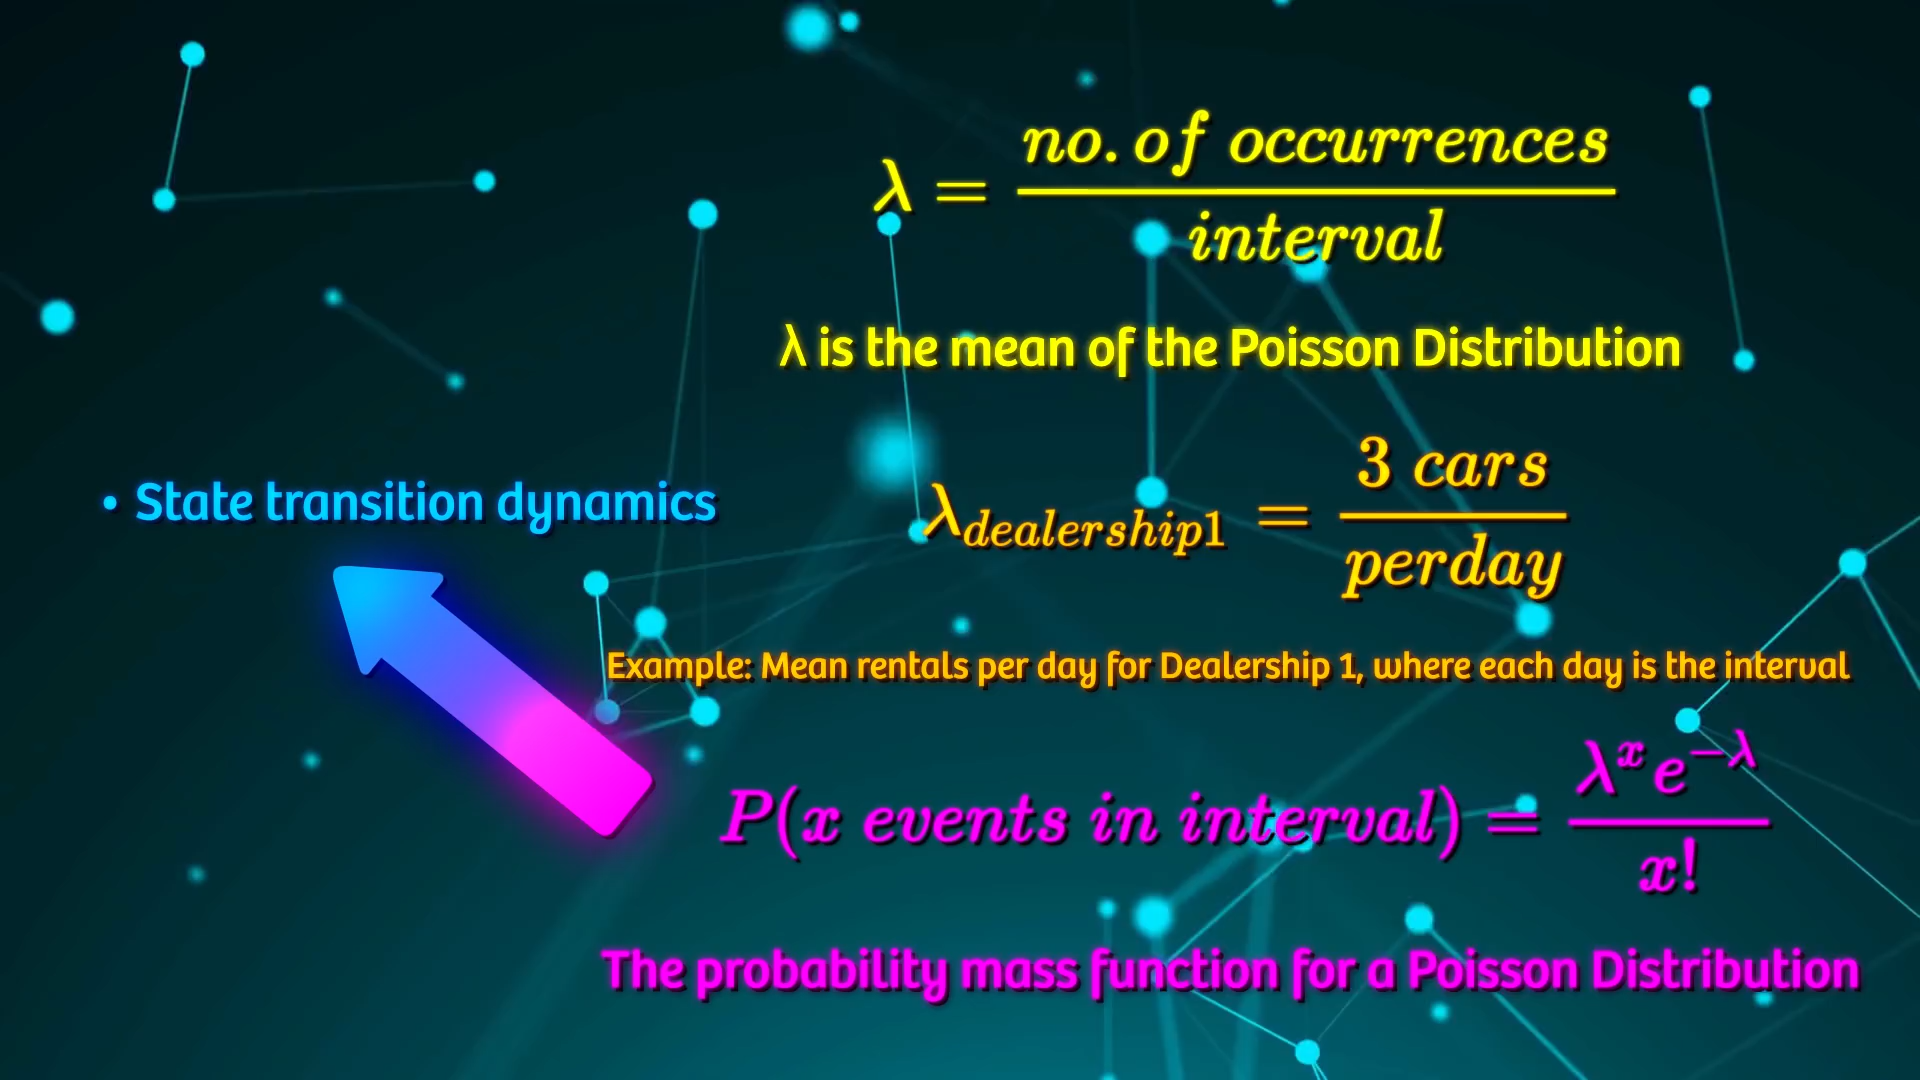 λ = no. of occurrences / interval
λ is the mean of the Poisson Distribution
• State transition dynamics
λ_dealership1 = 3 cars / perday
Example: Mean rentals per day for Dealership 1, where each day is the interval
P(x events in interval) = λ^x e^−λ / x!
The probability mass function for a Poisson Distribution